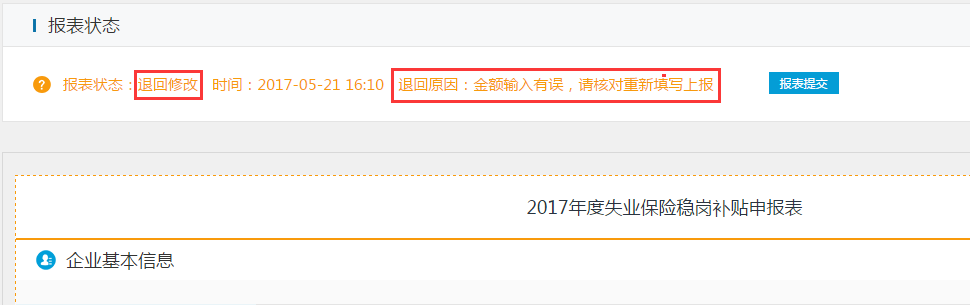 报表状态
报表状态：退回修改 时间：2017-05-21 16:10 退回原因：金额输入有误，请核对重新填写上报 报表提交
2017年度失业保险稳岗补贴申报表
企业基本信息